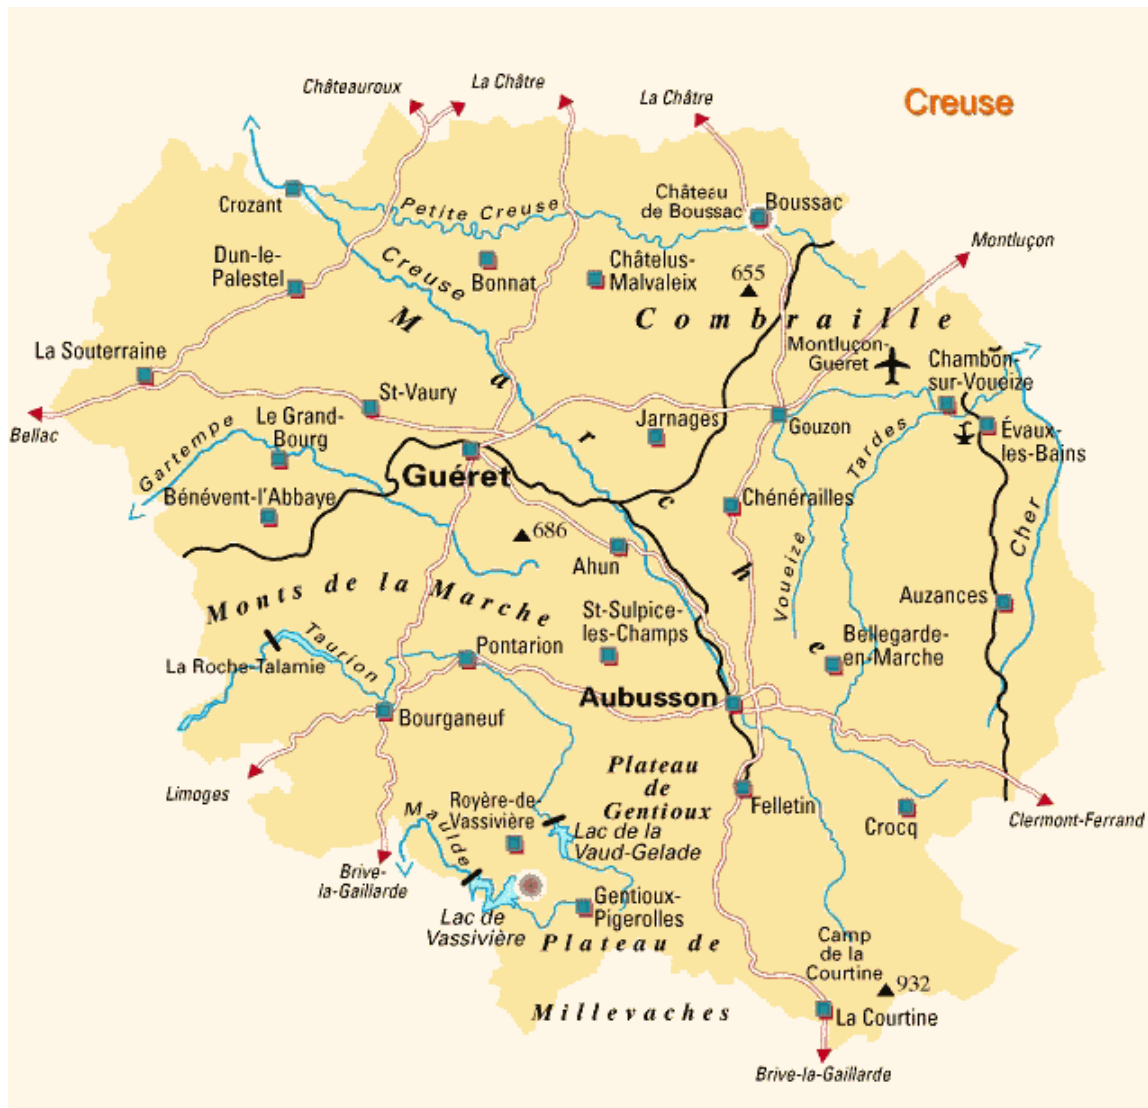 Creuse
Châteauroux
La Châtre
La Châtre
Crozant
Petite Creuse
Château
de Boussac
Boussac
Montluçon
Dun-le-
Palestel
Creuse
Bonnat
Châtelus-
Malvaleix
655
Combraille
Marche
La Souterraine
Montluçon-
Guéret
Chambon-
sur-Voueize
St-Vaury
Bellac
Le Grand-
Bourg
Jarnages
Gouzon
Tardes
Évaux-
les-Bains
Gartempe
Guéret
Bénévent-l'Abbaye
Chénérailles
686
Voueize
Cher
Ahun
Monts de la Marche
St-Sulpice-
les-Champs
Auzances
Taurion
La Roche-Talamie
Pontarion
Bellegarde-
en-Marche
Aubusson
Bourganeuf
Limoges
Plateau
de
Gentioux
Felletin
Crocq
Clermont-Ferrand
Royère-de-
Vassivière
Maulde
Lac de la
Vaud-Gelade
Brive-
la-Gaillarde
Gentioux-
Pigerolles
Lac de
Vassivière
Plateau de
Millevaches
Camp
de la
Courtine
932
La Courtine
Brive-la-Gaillarde